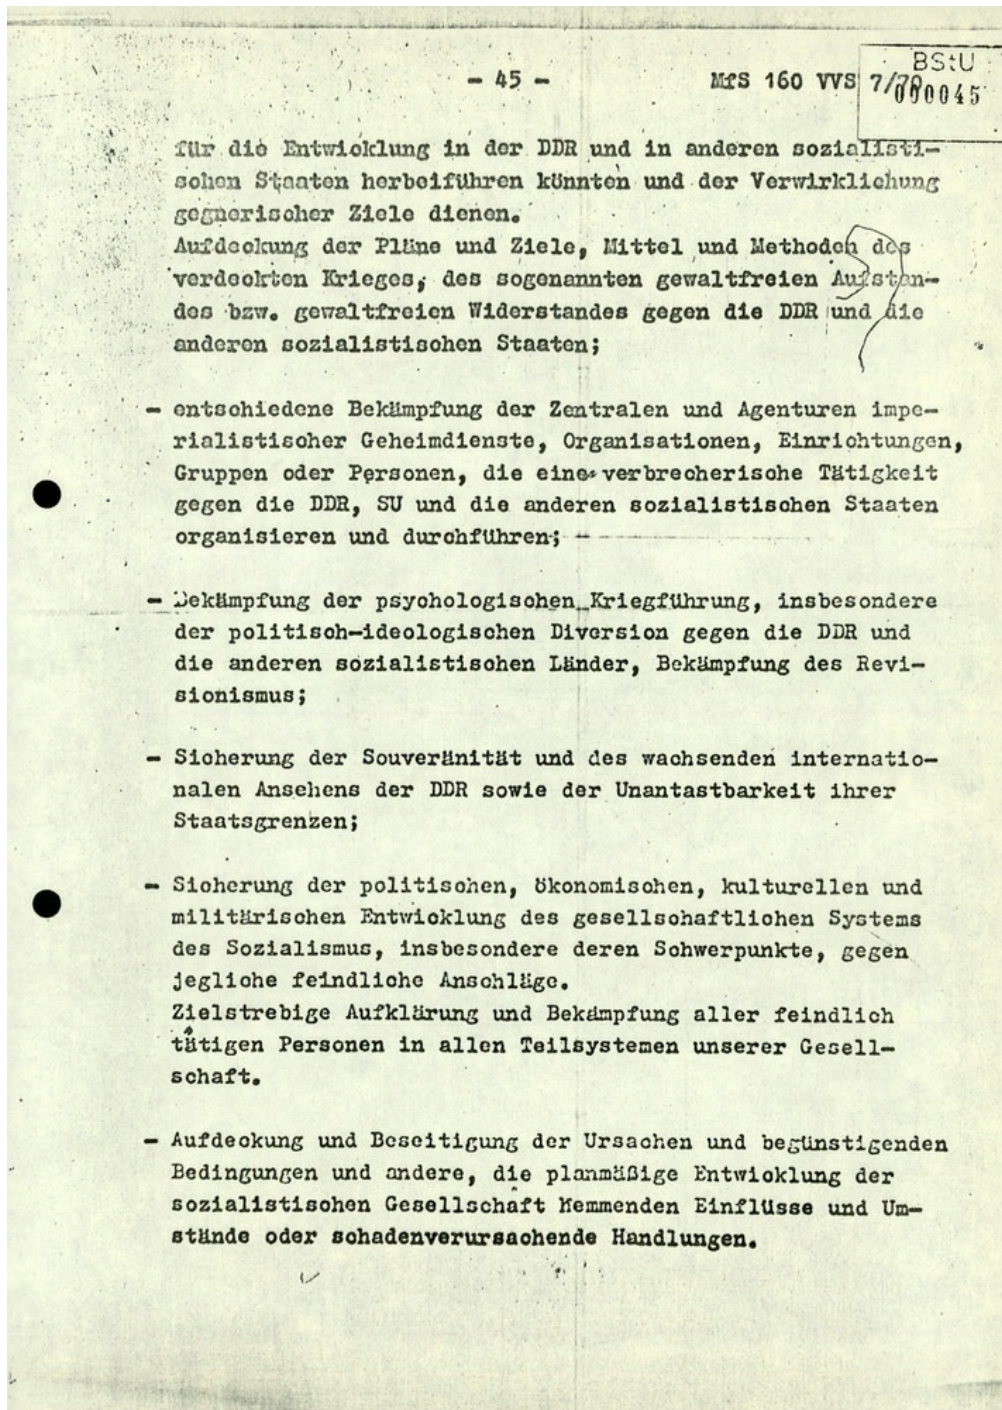 BStU
- 45 - MfS 160 VVS 7/70
000045
für die Entwicklung in der DDR und in anderen sozialisti-
schen Staaten herbeiführen könnten und der Verwirklichung
gegnerischer Ziele dienen.
Aufdeckung der Pläne und Ziele, Mittel und Methoden des
verdeckten Krieges, des sogenannten gewaltfreien Aufstan-
des bzw. gewaltfreien Widerstandes gegen die DDR und die
anderen sozialistischen Staaten;
- entschiedene Bekämpfung der Zentralen und Agenturen impe-
rialistischer Geheimdienste, Organisationen, Einrichtungen,
Gruppen oder Personen, die eine verbrecherische Tätigkeit
gegen die DDR, SU und die anderen sozialistischen Staaten
organisieren und durchführen;
- Bekämpfung der psychologischen Kriegführung, insbesondere
der politisch-ideologischen Diversion gegen die DDR und
die anderen sozialistischen Länder, Bekämpfung des Revi-
sionismus;
- Sicherung der Souveränität und des wachsenden internatio-
nalen Ansehens der DDR sowie der Unantastbarkeit ihrer
Staatsgrenzen;
- Sicherung der politischen, ökonomischen, kulturellen und
militärischen Entwicklung des gesellschaftlichen Systems
des Sozialismus, insbesondere deren Schwerpunkte, gegen
jegliche feindliche Anschläge.
Zielstrebige Aufklärung und Bekämpfung aller feindlich
tätigen Personen in allen Teilsystemen unserer Gesell-
schaft.
- Aufdeckung und Beseitigung der Ursachen und begünstigenden
Bedingungen und andere, die planmäßige Entwicklung der
sozialistischen Gesellschaft hemmenden Einflüsse und Um-
stände oder schadenverursachende Handlungen.